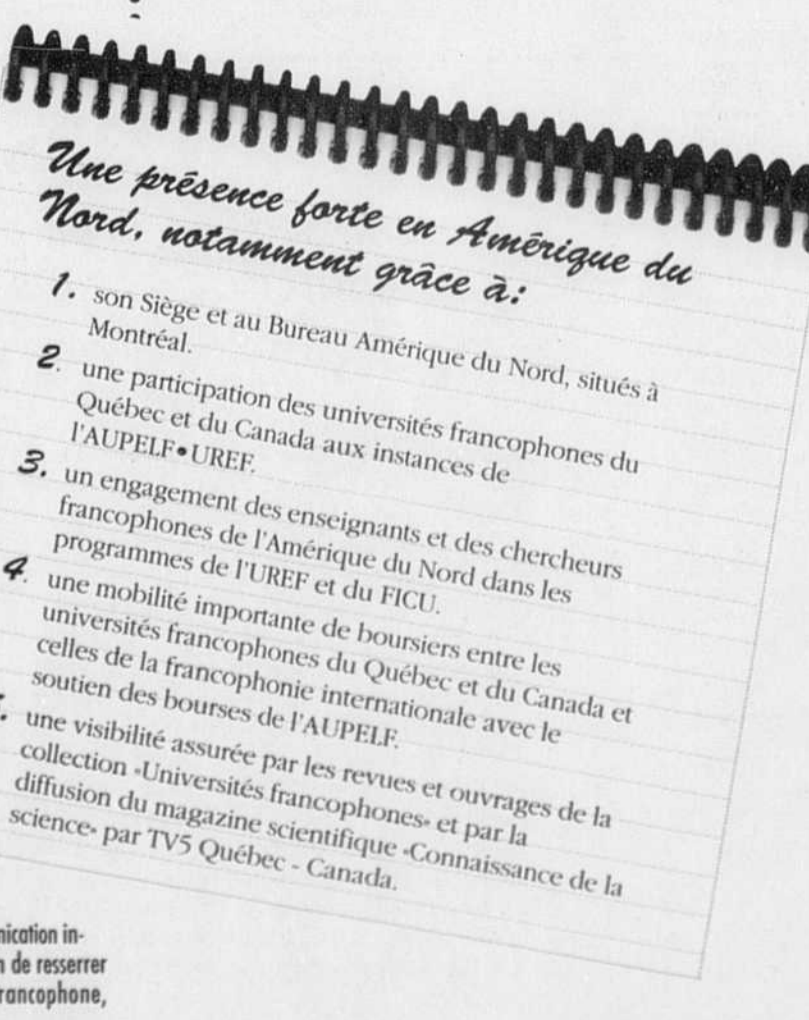 Une présence forte en Amérique du
Nord, notamment grâce à:
1. son Siège et au Bureau Amérique du Nord, situés à
Montréal.
2. une participation des universités francophones du
Québec et du Canada aux instances de
l'AUPELF•UREF.
3. un engagement des enseignants et des chercheurs
francophones de l'Amérique du Nord dans les
programmes de l'UREF et du FICU.
4. une mobilité importante de boursiers entre les
universités francophones du Québec et du Canada et
celles de la francophonie internationale avec le
soutien des bourses de l'AUPELF.
une visibilité assurée par les revues et ouvrages de la
collection «Universités francophones» et par la
diffusion du magazine scientifique «Connaissance de la
science» par TV5 Québec - Canada.
nication in-
n de resserrer
rancophone,